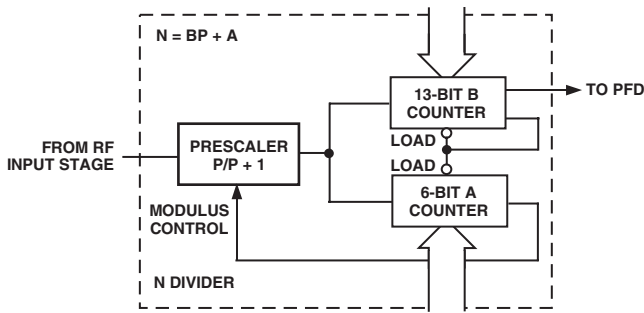 N = BP + A
13-BIT B
COUNTER
TO PFD
FROM RF
INPUT STAGE
PRESCALER
P/P + 1
LOAD
LOAD
6-BIT A
COUNTER
MODULUS
CONTROL
N DIVIDER